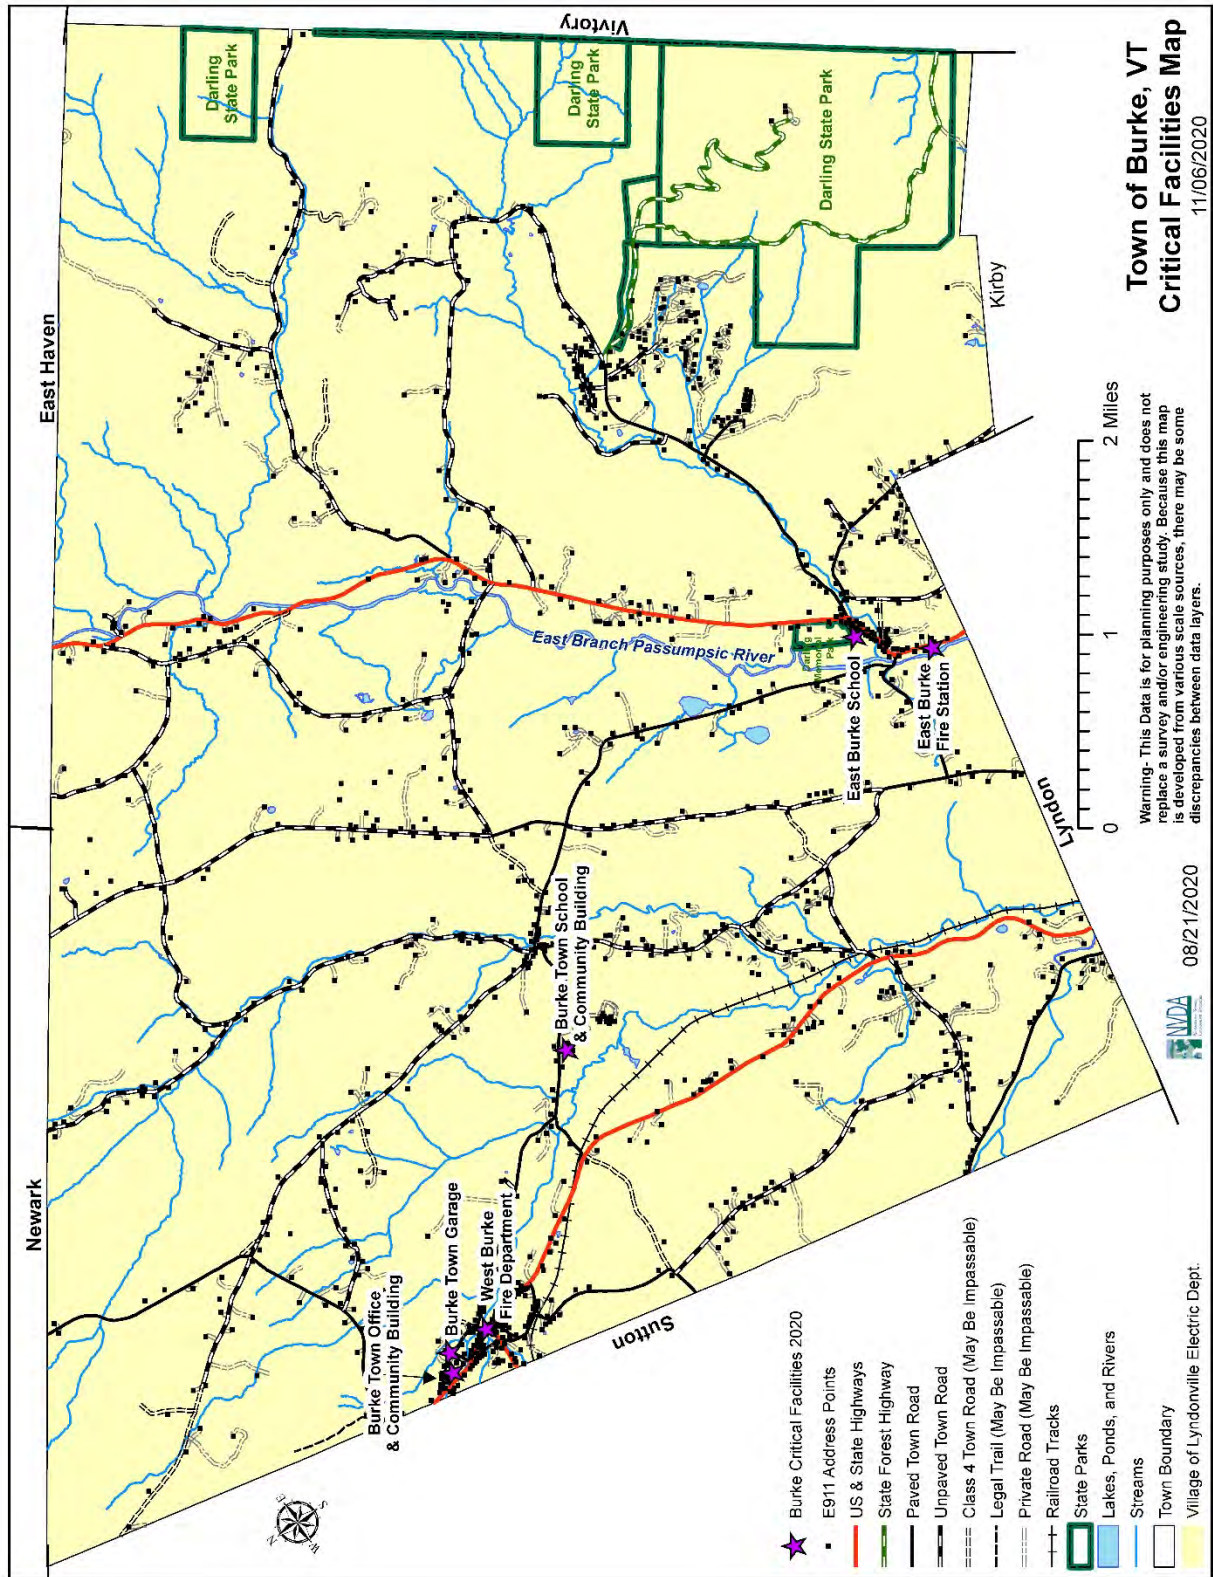 Town of Burke, VT
Critical Facilities Map
11/06/2020
Newark
East Haven
Vivtory
Kirby
Lyndon
Sutton
Darling
State Park
Darling
State Park
Darling State Park
Darling
Memorial
Park
East Branch Passumpsic River
East Burke School
East Burke
Fire Station
Burke Town School
& Community Building
Burke Town Garage
West Burke
Fire Department
Burke Town Office
& Community Building
N
E
S
W
Burke Critical Facilities 2020
E911 Address Points
US & State Highways
State Forest Highway
Paved Town Road
Unpaved Town Road
Class 4 Town Road (May Be Impassable)
Legal Trail (May Be Impassable)
Private Road (May Be Impassable)
Railroad Tracks
State Parks
Lakes, Ponds, and Rivers
Streams
Town Boundary
Village of Lyndonville Electric Dept.
NVDA
08/21/2020
0 1 2 Miles
Warning- This Data is for planning purposes only and does not
replace a survey and/or engineering study. Because this map
is developed from various scale sources, there may be some
discrepancies between data layers.